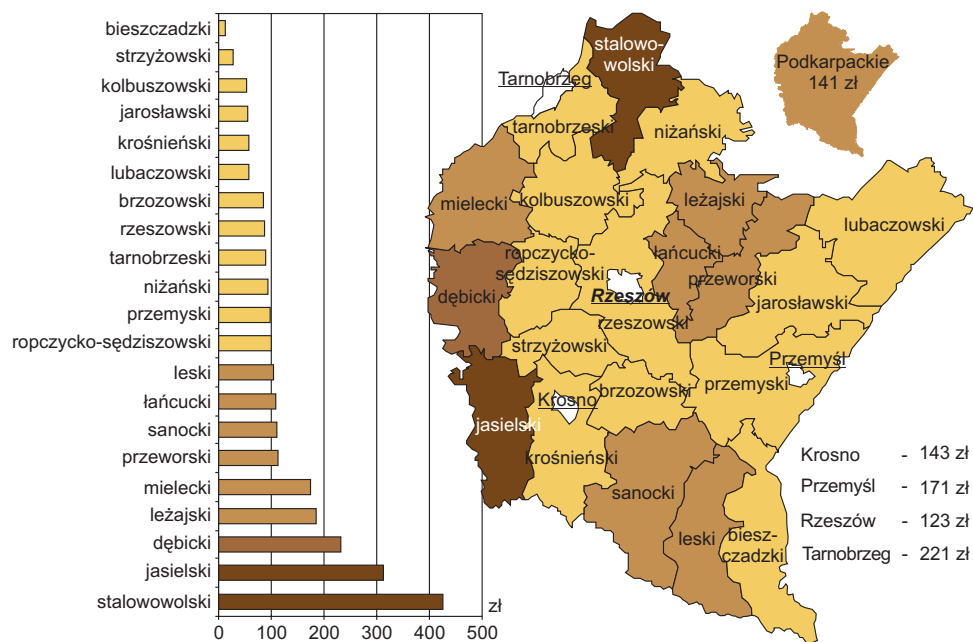 bieszczadzki
strzyżowski
kolbuszowski
jarosławski
krośnieński
lubaczowski
brzozowski
rzeszowski
tarnobrzeski
niżański
przemyski
ropczycko-sędziszowski
leski
łańcucki
sanocki
przeworski
mielecki
leżajski
dębicki
jasielski
stalowowolski
0 100 200 300 400 500
zł
stalowo-
wolski
Tarnobrzeg
tarnobrzeski
niżański
mielecki
kolbuszowski
leżajski
lubaczowski
ropczycko-
sędziszowski
łańcucki
przeworski
dębicki
Rzeszów
jarosławski
rzeszowski
strzyżowski
Przemyśl
przemyski
brzozowski
Krosno
jasielski
krośnieński
sanocki
leski
biesz-
czadzki
Podkarpackie
141 zł
Krosno - 143 zł
Przemyśl - 171 zł
Rzeszów - 123 zł
Tarnobrzeg - 221 zł